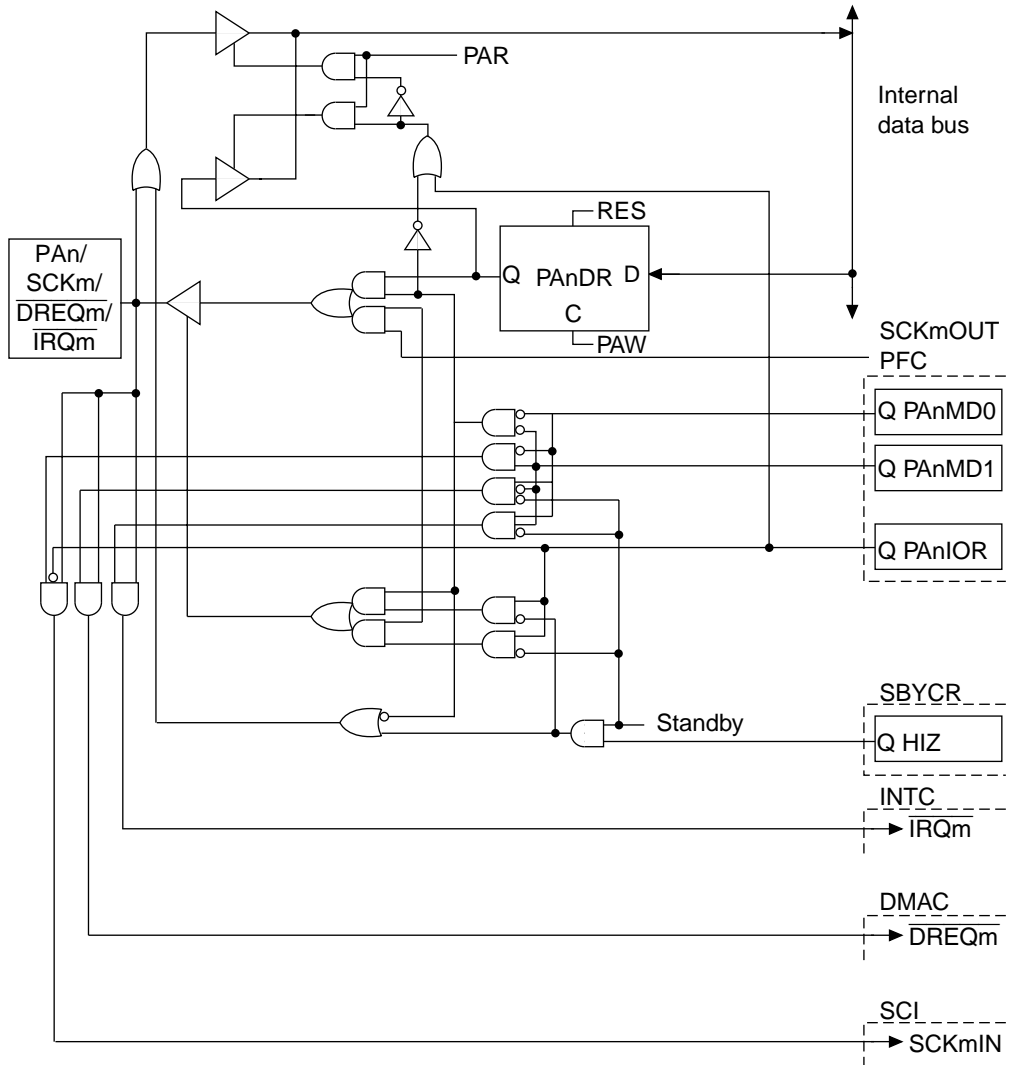 PAR
Internal
data bus
RES
PAn/
SCKm/
DREQm/
IRQm
Q PAnDR D
C
PAW
SCKmOUT
PFC
Q PAnMD0
Q PAnMD1
Q PAnIOR
SBYCR
Standby
Q HIZ
INTC
IRQm
DMAC
DREQm
SCI
SCKmIN